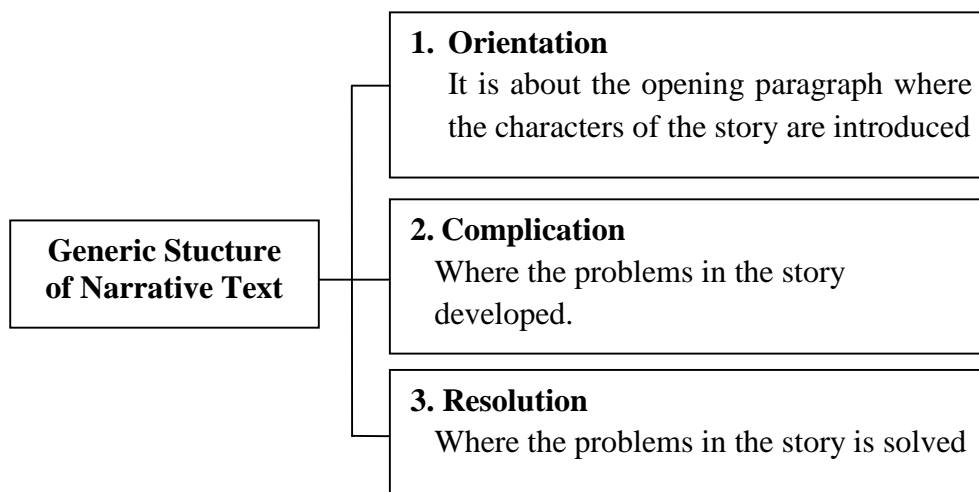 1. Orientation
It is about the opening paragraph where
the characters of the story are introduced
Generic Stucture
of Narrative Text
2. Complication
Where the problems in the story
developed.
3. Resolution
Where the problems in the story is solved